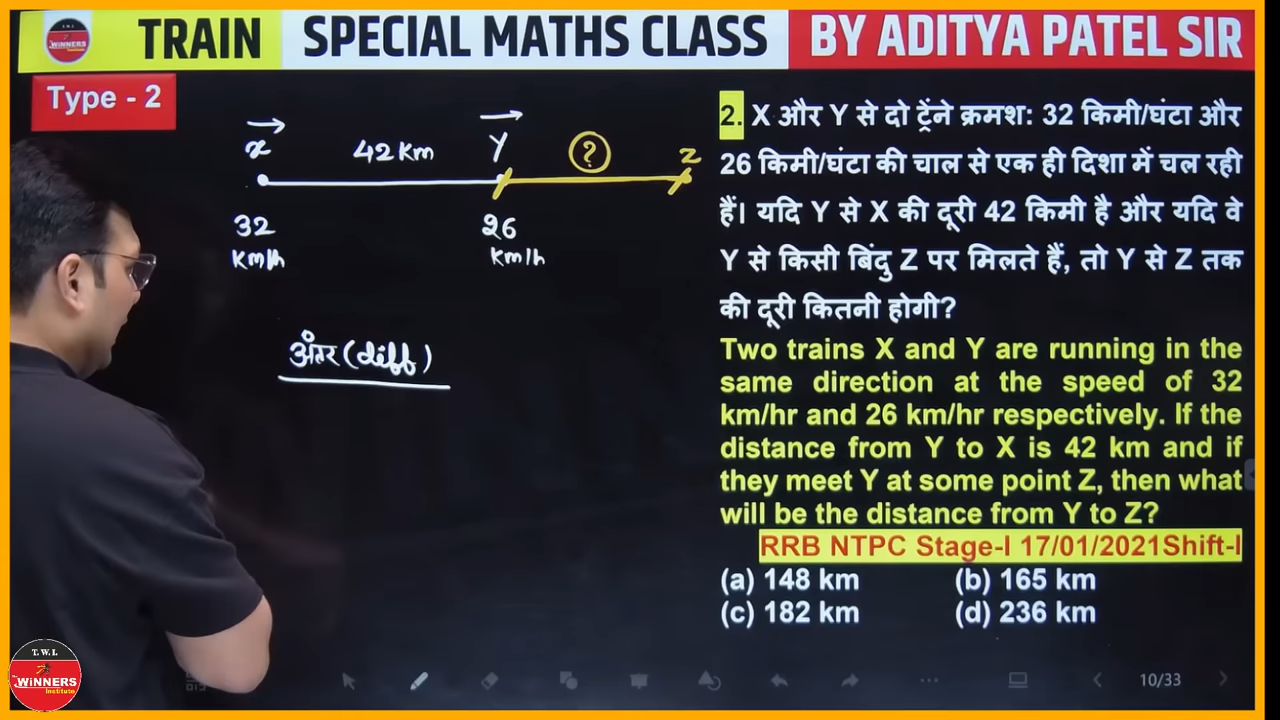 WiNNERS
TRAIN SPECIAL MATHS CLASS BY ADITYA PATEL SIR
Type - 2
x 42 Km Y ? Z
32 26
Km/h Km/h
अंतर (diff)
2. X और Y से दो ट्रेंने क्रमश: 32 किमी/घंटा और
26 किमी/घंटा की चाल से एक ही दिशा में चल रही
हैं। यदि Y से X की दूरी 42 किमी है और यदि वे
Y से किसी बिंदु Z पर मिलते हैं, तो Y से Z तक
की दूरी कितनी होगी?
Two trains X and Y are running in the
same direction at the speed of 32
km/hr and 26 km/hr respectively. If the
distance from Y to X is 42 km and if
they meet Y at some point Z, then what
will be the distance from Y to Z?
RRB NTPC Stage-I 17/01/2021Shift-I
(a) 148 km (b) 165 km
(c) 182 km (d) 236 km
T.W.I.
The
WiNNERS
Institute
10/33